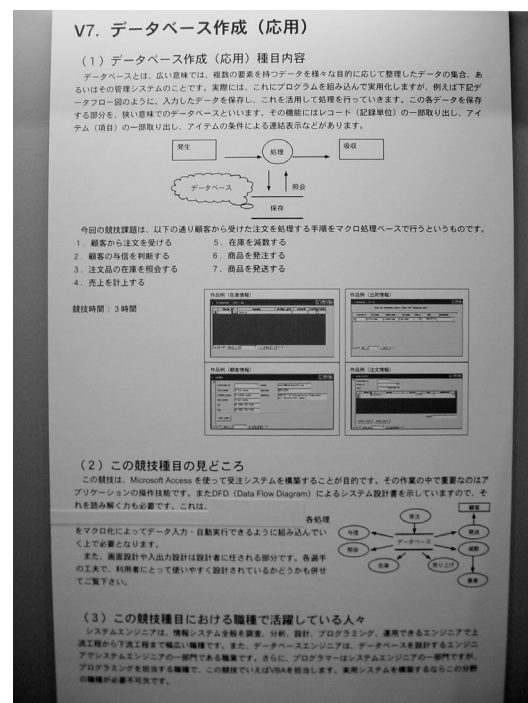 V7. データベース作成（応用）
（1）データベース作成（応用）種目内容
データベースとは、広い意味では、複数の要素を持つデータを様々な目的に応じて整理したデータの集合、あ
るいはその管理システムのことです。実際には、これにプログラムを組み込んで実用化しますが、例えば下記デ
ータフロー図のように、入力したデータを保存し、これを活用して処理を行っていきます。この各データを保存
する部分を、狭い意味でのデータベースといいます。その機能にはレコード（記録単位）の一部取り出し、アイ
テム（項目）の一部取り出し、アイテムの条件による連結表示などがあります。
発生
処理
吸収
データベース
照会
保存
今回の競技課題は、以下の通り顧客から受けた注文を処理する手順をマクロ処理ベースで行うというものです。
1．顧客から注文を受ける
5．在庫を減数する
2．顧客の与信を判断する
6．商品を発注する
3．注文品の在庫を照会する
7．商品を発送する
4．売上を計上する
競技時間：3時間
作品例（在庫情報）
作品例（出荷情報）
作品例（顧客情報）
作品例（注文情報）
（2）この競技種目の見どころ
この競技は、Microsoft Access を使って受注システムを構築することが目的です。その作業の中で重要なのはア
プリケーションの操作技能です。またDFD（Data Flow Diagram）によるシステム設計書を示していますので、そ
れを読み解く力も必要です。これは、
各処理
をマクロ化によってデータ入力・自動実行できるように組み込んでい
く上で必要となります。
また、画面設計や入出力設計は設計者に任される部分です。各選手
の工夫で、利用者にとって使いやすく設計されているかどうかも併せ
てご覧下さい。
顧客
受注
与信
発送
データベース
照会
減数
在庫
売り上げ
（3）この競技種目における職種で活躍している人々
システムエンジニアは、情報システム全般を調査、分析、設計、プログラミング、運用できるエンジニアで上
流工程から下流工程まで幅広い職種です。また、データベースエンジニアは、データベースを設計するエンジニ
アでシステムエンジニアの一部門である職業です。さらに、プログラマーはシステムエンジニアの一部門ですが、
プログラミングを担当する職種で、この競技でいえばVBAを担当します。実用システムを構築するならこの分野
の職種が必要不可欠です。